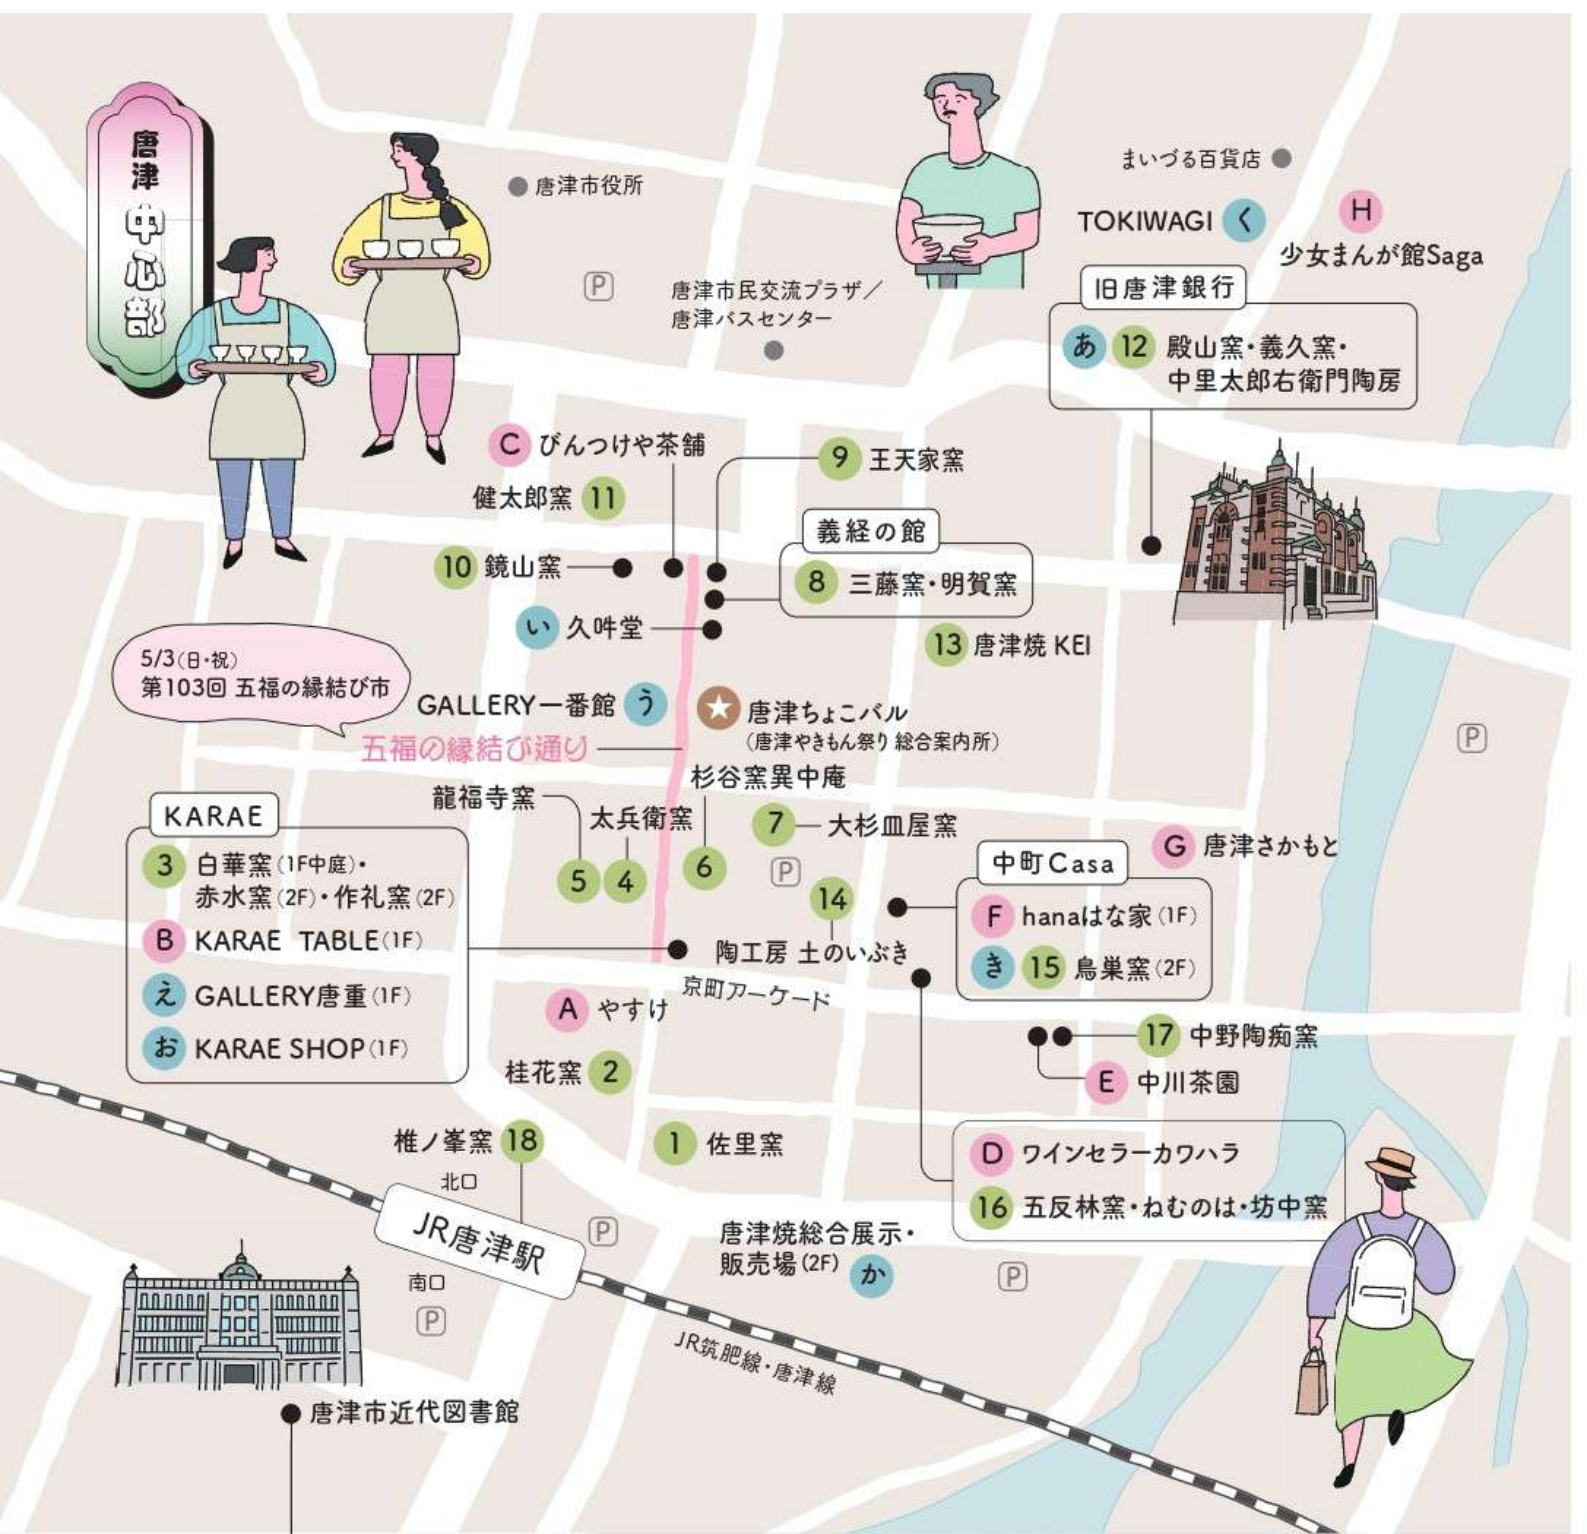 唐津 中心部
唐津市役所
P
唐津市民交流プラザ／
唐津バスセンター
まいづる百貨店
TOKIWAGI く
H
少女まんが館Saga
旧唐津銀行
あ 12 殿山窯・義久窯・
中里太郎右衛門陶房
C びんつけや茶舗
健太郎窯 11
9 王天家窯
10 鏡山窯
義経の館
8 三藤窯・明賀窯
い 久吽堂
13 唐津焼 KEI
5/3(日・祝)
第103回 五福の縁結び市
GALLERY一番館 う
唐津ちょこバル
(唐津やきもん祭り 総合案内所)
五福の縁結び通り
P
杉谷窯異中庵
龍福寺窯
太兵衛窯
7 大杉皿屋窯
5 4 6
P
14
陶工房 土のいぶき
京町アーケード
KARAE
3 白華窯(1F中庭)・
赤水窯(2F)・作礼窯(2F)
B KARAE TABLE(1F)
え GALLERY唐重(1F)
お KARAE SHOP(1F)
G 唐津さかもと
中町Casa
F hanaはな家(1F)
き 15 鳥巣窯(2F)
A やすけ
桂花窯 2
17 中野陶痴窯
E 中川茶園
椎ノ峯窯 18
1 佐里窯
D ワインセラーカワハラ
16 五反林窯・ねむのは・坊中窯
北口
JR唐津駅
P
南口
P
唐津焼総合展示・
販売場(2F) か
P
JR筑肥線・唐津線
唐津市近代図書館